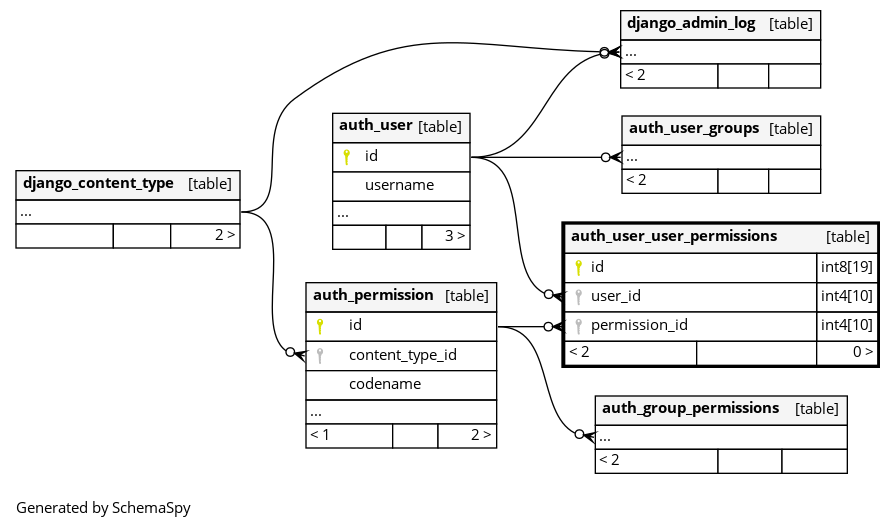 django_admin_log [table]
...
< 2
auth_user [table]
id
username
...
3 >
auth_user_groups [table]
...
< 2
django_content_type [table]
...
2 >
auth_user_user_permissions [table]
id int8[19]
user_id int4[10]
permission_id int4[10]
< 2 0 >
auth_permission [table]
id
content_type_id
codename
...
< 1 2 >
auth_group_permissions [table]
...
< 2
Generated by SchemaSpy